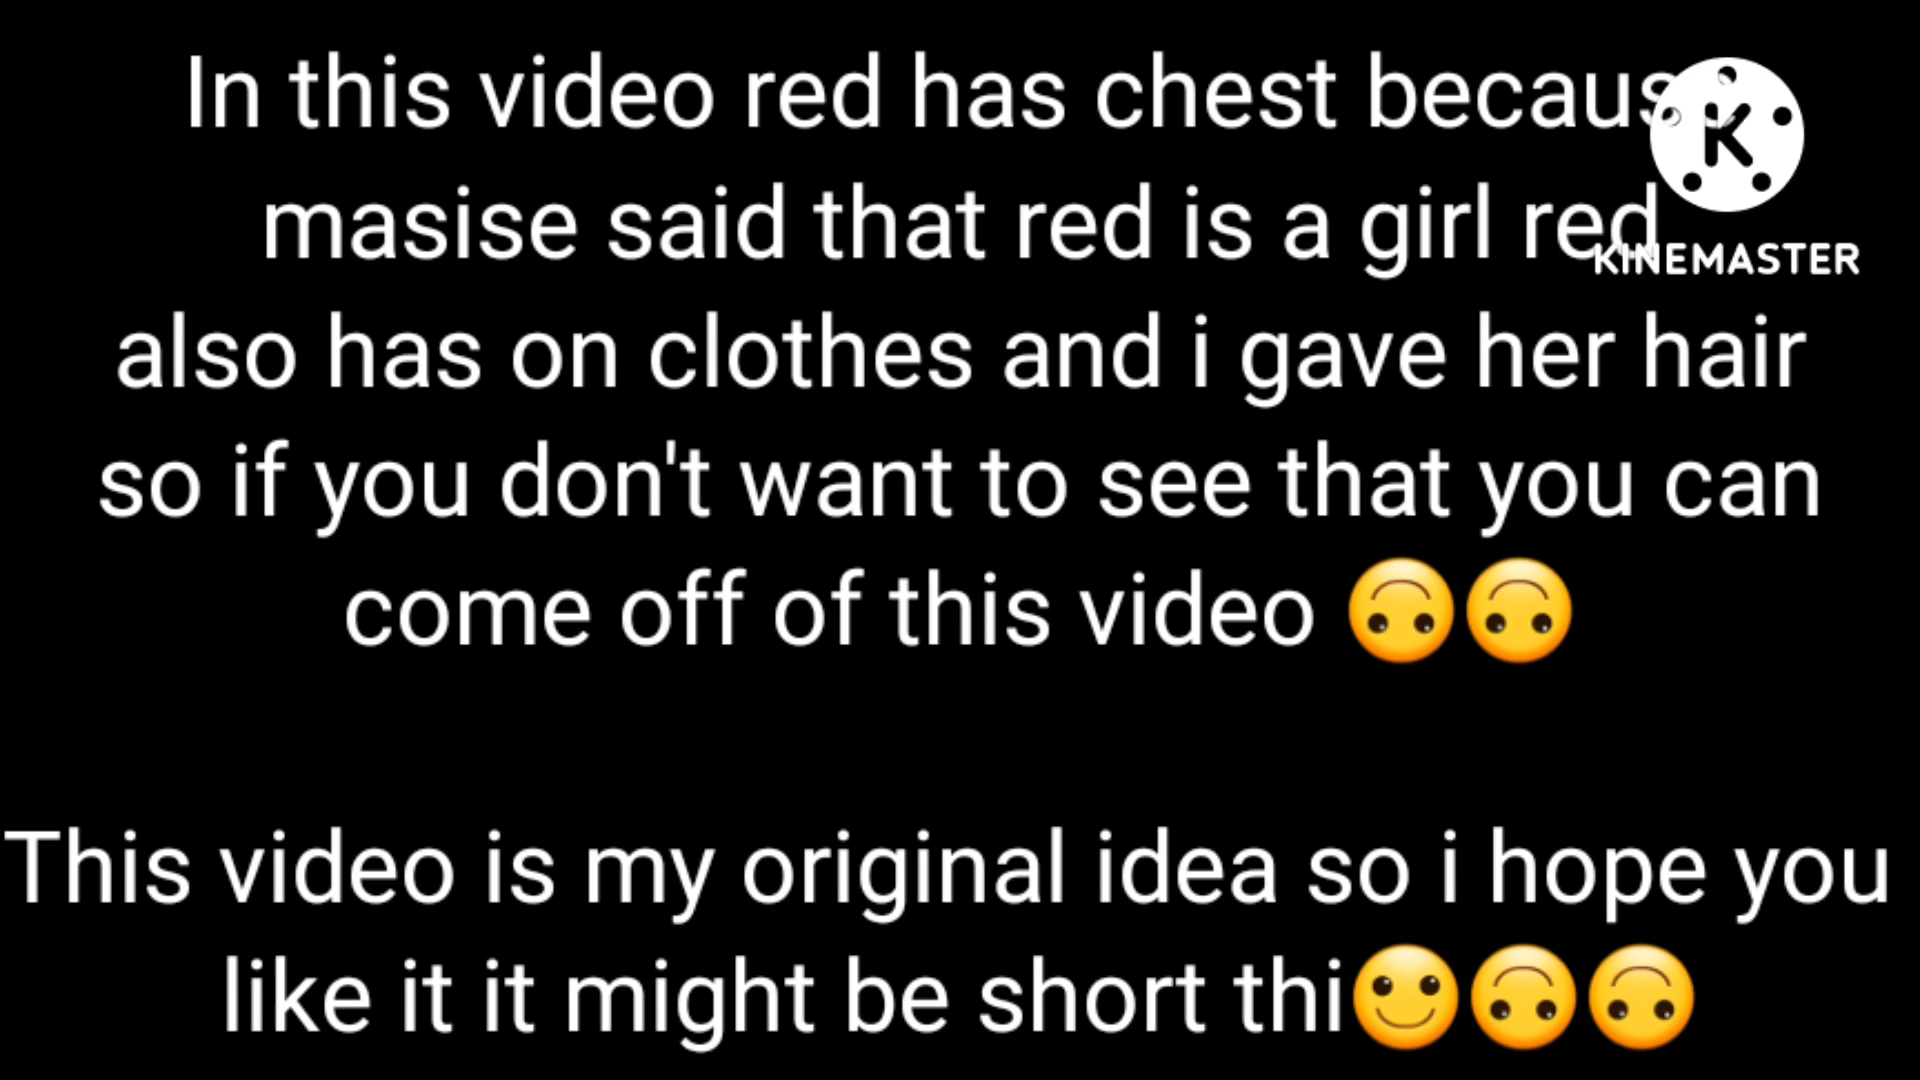 In this video red has chest because
masise said that red is a girl red
KINEMASTER
also has on clothes and i gave her hair
so if you don't want to see that you can
come off of this video 🙃🙃
This video is my original idea so i hope you
like it it might be short thi🙂🙃🙃